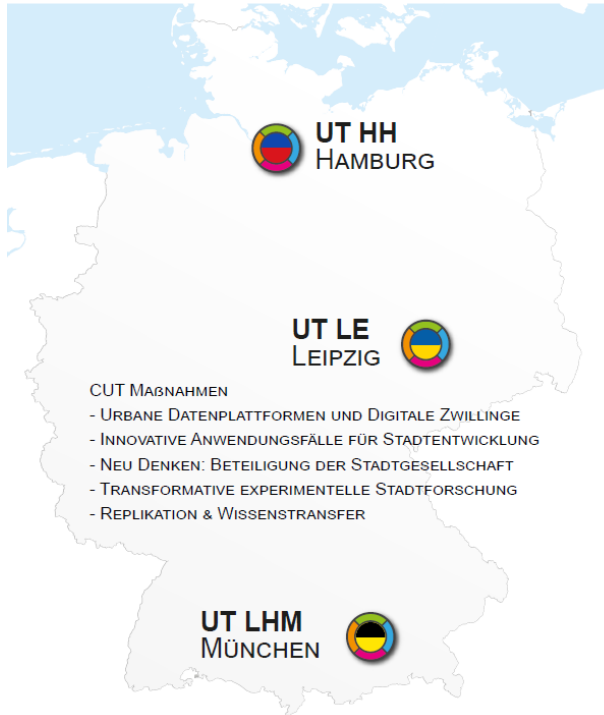 UT HH
HAMBURG
UT LE
LEIPZIG
CUT MAßNAHMEN
- URBANE DATENPLATTFORMEN UND DIGITALE ZWILLINGE
- INNOVATIVE ANWENDUNGSFÄLLE FÜR STADTENTWICKLUNG
- NEU DENKEN: BETEILIGUNG DER STADTGESELLSCHAFT
- TRANSFORMATIVE EXPERIMENTELLE STADTFORSCHUNG
- REPLIKATION & WISSENSTRANSFER
UT LHM
MÜNCHEN